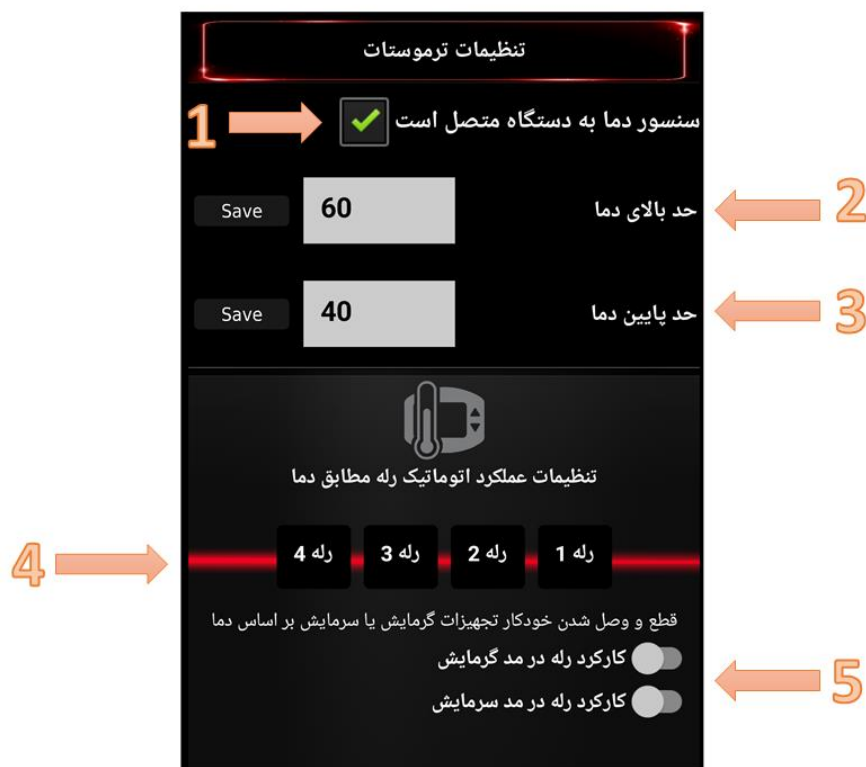 تنظیمات ترموستات
سنسور دما به دستگاه متصل است
1
حد بالای دما
60
Save
2
حد پایین دما
40
Save
3
تنظیمات عملکرد اتوماتیک رله مطابق دما
رله 1
رله 2
رله 3
رله 4
4
قطع و وصل شدن خودکار تجهیزات گرمایش یا سرمایش بر اساس دما
کارکرد رله در مد گرمایش
کارکرد رله در مد سرمایش
5